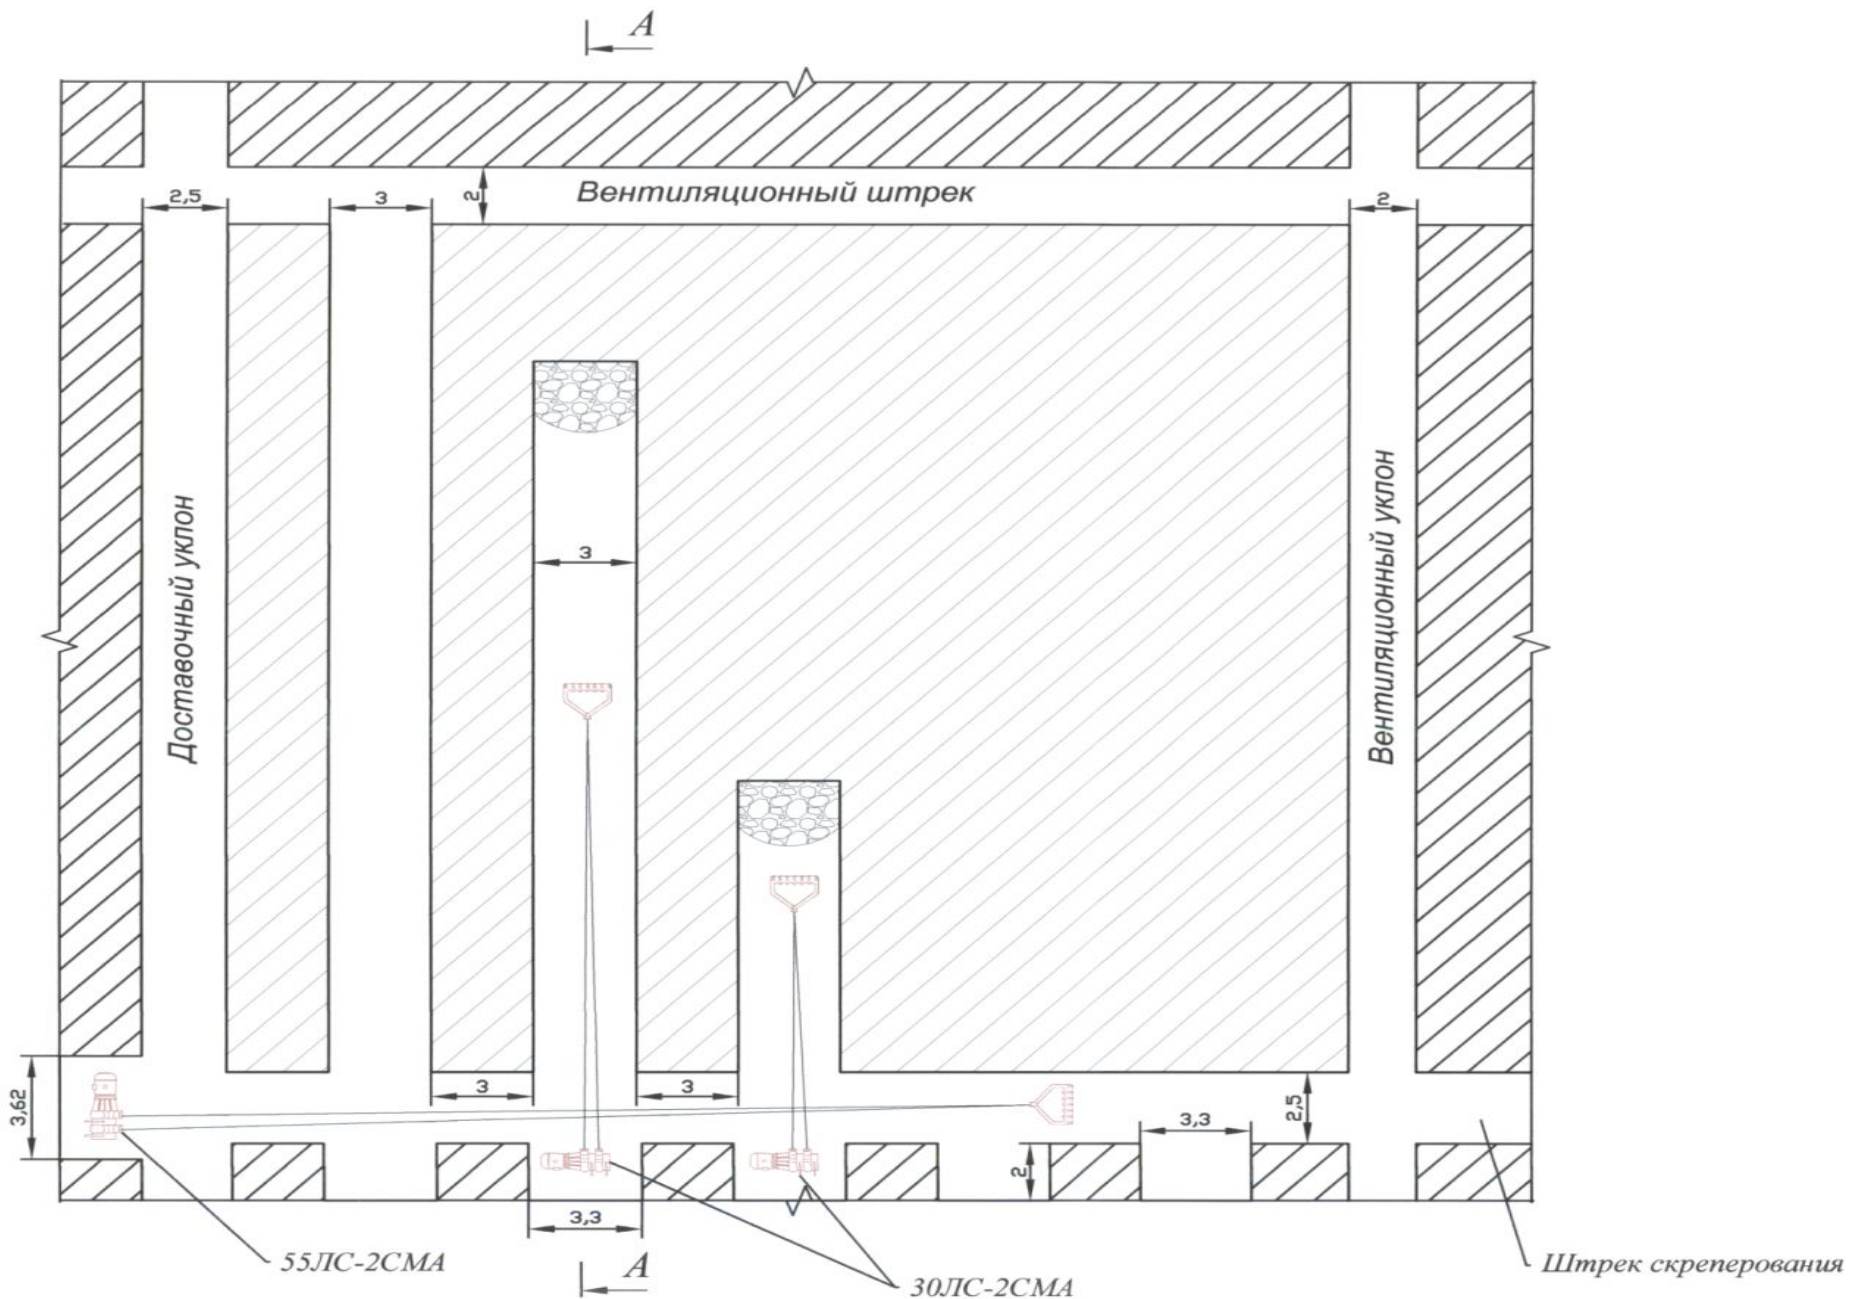 А
2,5
3
2
Вентиляционный штрек
2
3
Доставочный уклон
Вентиляционный уклон
3,62
3
3
3,3
2,5
2
3,3
55ЛС-2СМА
А
30ЛС-2СМА
Штрек скреперования